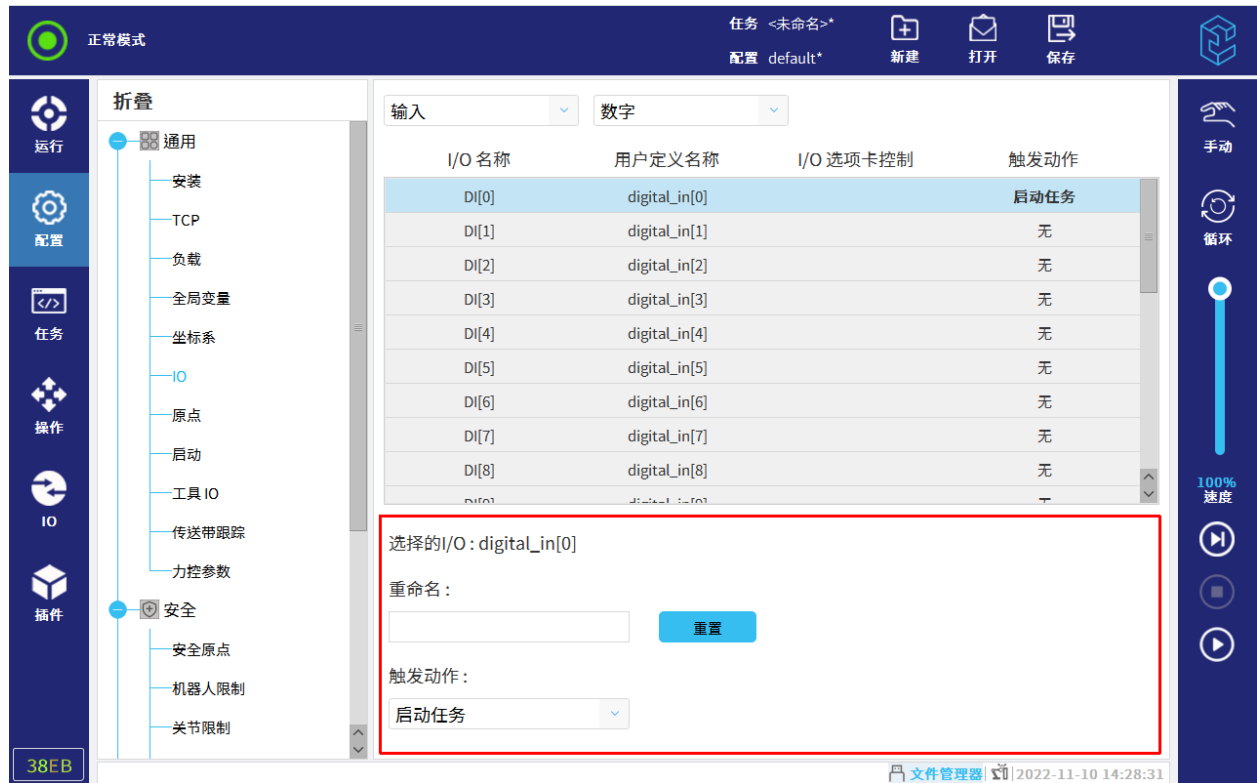 正常模式
任务 <未命名>*
配置 default*
新建
打开
保存
运行
配置
任务
操作
IO
插件
38EB
折叠
通用
安装
TCP
负载
全局变量
坐标系
IO
原点
启动
工具 IO
传送带跟踪
力控参数
安全
安全原点
机器人限制
关节限制
输入 数字
I/O 名称 用户定义名称 I/O 选项卡控制 触发动作
DI[0] digital_in[0] 启动任务
DI[1] digital_in[1] 无
DI[2] digital_in[2] 无
DI[3] digital_in[3] 无
DI[4] digital_in[4] 无
DI[5] digital_in[5] 无
DI[6] digital_in[6] 无
DI[7] digital_in[7] 无
DI[8] digital_in[8] 无
DI[9] digital_in[9] 无
选择的I/O : digital_in[0]
重命名 :
重置
触发动作 :
启动任务
手动
循环
100%
速度
文件管理器 2022-11-10 14:28:31